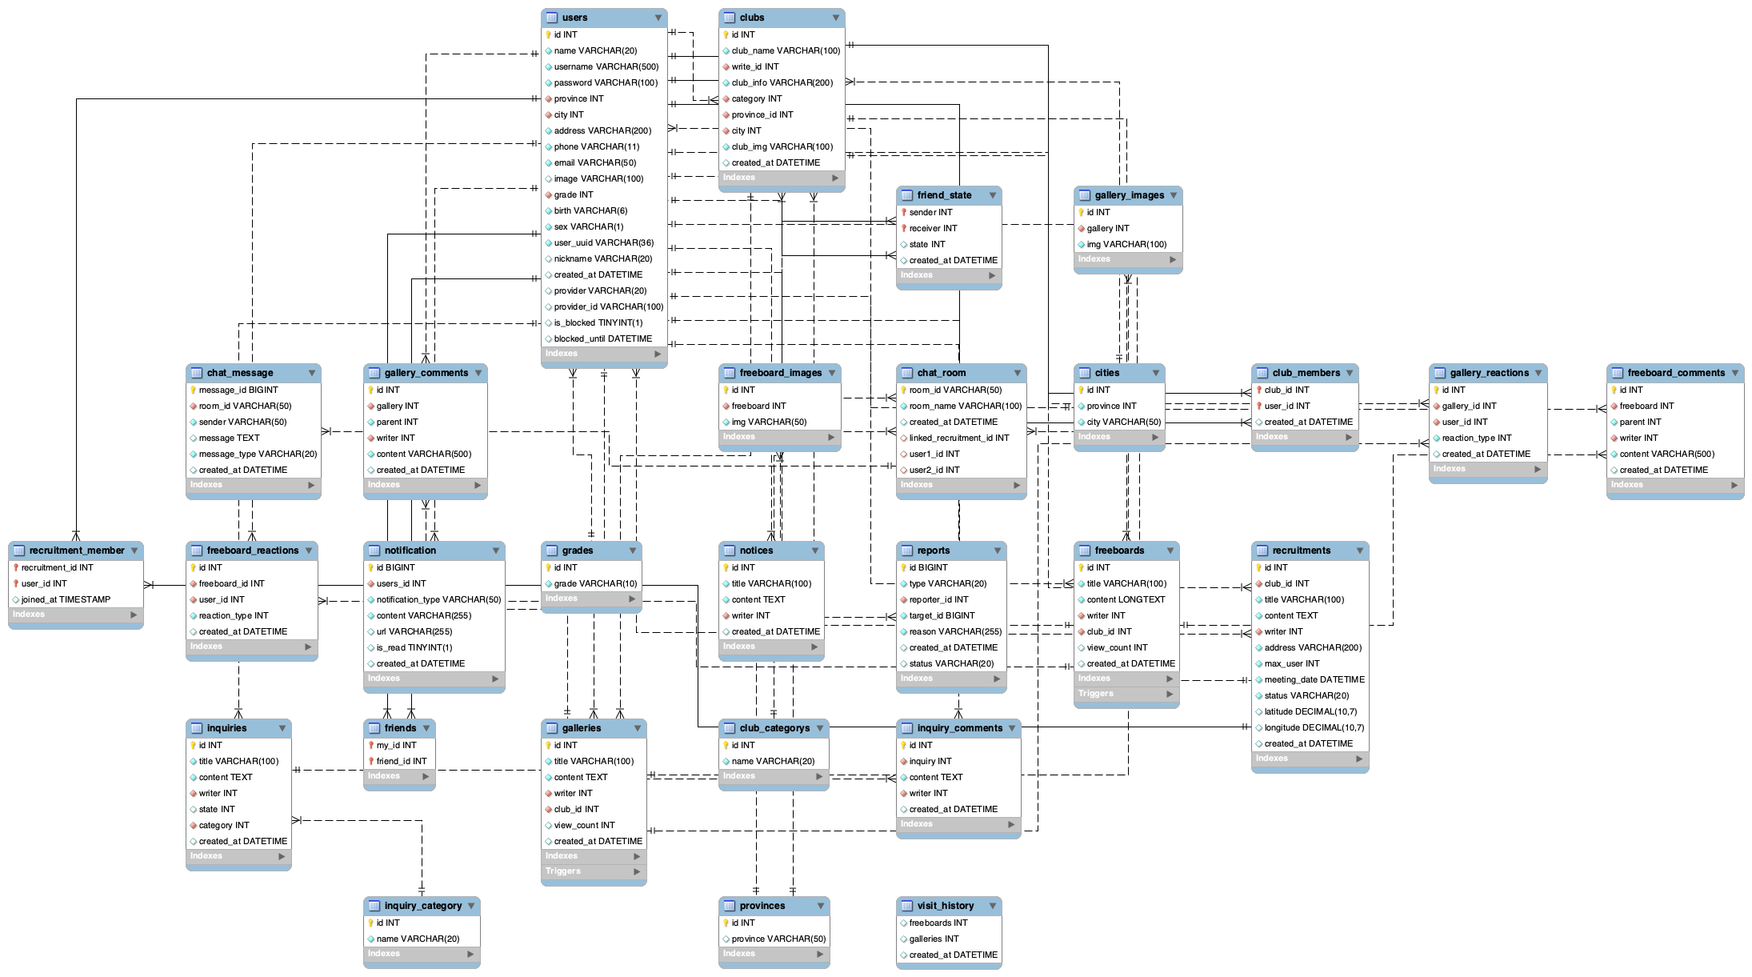 users
id INT
name VARCHAR(20)
username VARCHAR(500)
password VARCHAR(100)
province INT
city INT
address VARCHAR(200)
phone VARCHAR(11)
email VARCHAR(50)
image VARCHAR(100)
grade INT
birth VARCHAR(6)
sex VARCHAR(1)
user_uuid VARCHAR(36)
nickname VARCHAR(20)
created_at DATETIME
provider VARCHAR(20)
provider_id VARCHAR(100)
is_blocked TINYINT(1)
blocked_until DATETIME
Indexes
clubs
id INT
club_name VARCHAR(100)
write_id INT
club_info VARCHAR(200)
category INT
province_id INT
city INT
club_img VARCHAR(100)
created_at DATETIME
Indexes
friend_state
sender INT
receiver INT
state INT
created_at DATETIME
Indexes
gallery_images
id INT
gallery INT
img VARCHAR(100)
Indexes
chat_message
message_id BIGINT
room_id VARCHAR(50)
sender VARCHAR(50)
message TEXT
message_type VARCHAR(20)
created_at DATETIME
Indexes
gallery_comments
id INT
gallery INT
parent INT
writer INT
content VARCHAR(500)
created_at DATETIME
Indexes
freeboard_images
id INT
freeboard INT
img VARCHAR(50)
Indexes
chat_room
room_id VARCHAR(50)
room_name VARCHAR(100)
created_at DATETIME
linked_recruitment_id INT
user1_id INT
user2_id INT
Indexes
cities
id INT
province INT
city VARCHAR(50)
Indexes
club_members
club_id INT
user_id INT
created_at DATETIME
Indexes
gallery_reactions
id INT
gallery_id INT
user_id INT
reaction_type INT
created_at DATETIME
Indexes
freeboard_comments
id INT
freeboard INT
parent INT
writer INT
content VARCHAR(500)
created_at DATETIME
Indexes
recruitment_member
recruitment_id INT
user_id INT
joined_at TIMESTAMP
Indexes
freeboard_reactions
id INT
freeboard_id INT
user_id INT
reaction_type INT
created_at DATETIME
Indexes
notification
id BIGINT
users_id INT
notification_type VARCHAR(50)
content VARCHAR(255)
url VARCHAR(255)
is_read TINYINT(1)
created_at DATETIME
Indexes
grades
id INT
grade VARCHAR(10)
Indexes
notices
id INT
title VARCHAR(100)
content TEXT
writer INT
created_at DATETIME
Indexes
reports
id BIGINT
type VARCHAR(20)
reporter_id INT
target_id BIGINT
reason VARCHAR(255)
created_at DATETIME
status VARCHAR(20)
Indexes
freeboards
id INT
title VARCHAR(100)
content LONGTEXT
writer INT
club_id INT
view_count INT
created_at DATETIME
Indexes
Triggers
recruitments
id INT
club_id INT
title VARCHAR(100)
content TEXT
writer INT
address VARCHAR(200)
max_user INT
meeting_date DATETIME
status VARCHAR(20)
latitude DECIMAL(10,7)
longitude DECIMAL(10,7)
created_at DATETIME
Indexes
inquiries
id INT
title VARCHAR(100)
content TEXT
writer INT
state INT
category INT
created_at DATETIME
Indexes
friends
my_id INT
friend_id INT
Indexes
galleries
id INT
title VARCHAR(100)
content TEXT
writer INT
club_id INT
view_count INT
created_at DATETIME
Indexes
Triggers
club_categorys
id INT
name VARCHAR(20)
Indexes
inquiry_comments
id INT
inquiry INT
content TEXT
writer INT
created_at DATETIME
Indexes
inquiry_category
id INT
name VARCHAR(20)
Indexes
provinces
id INT
province VARCHAR(50)
Indexes
visit_history
freeboards INT
galleries INT
created_at DATETIME